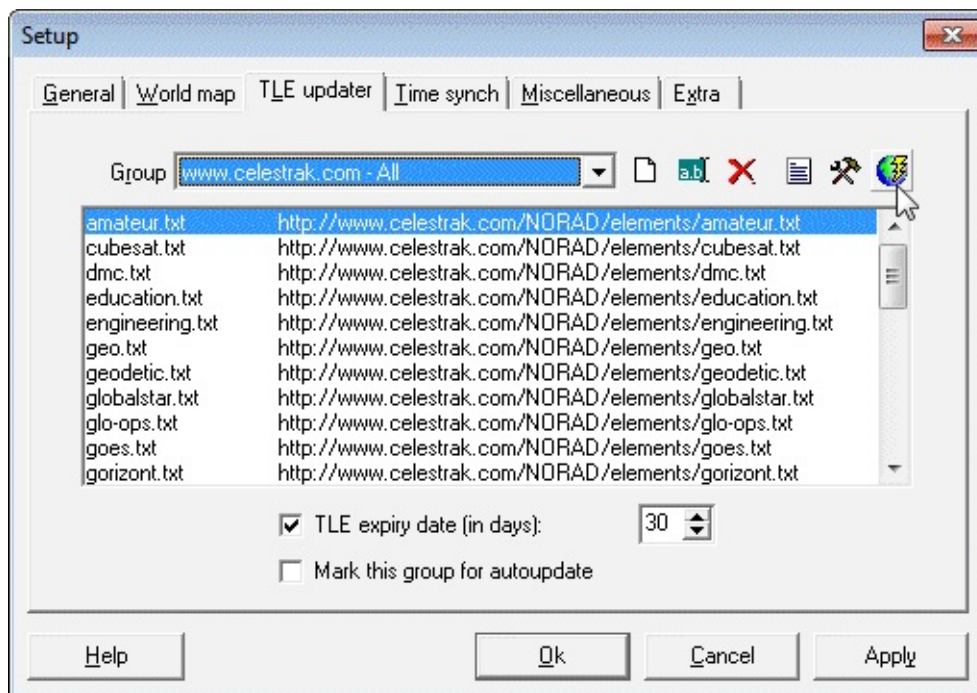 Setup
General World map TLE updater Time synch Miscellaneous Extra
Group www.celestrak.com - All a.b
amateur.txt http://www.celestrak.com/NORAD/elements/amateur.txt
cubesat.txt http://www.celestrak.com/NORAD/elements/cubesat.txt
dmc.txt http://www.celestrak.com/NORAD/elements/dmc.txt
education.txt http://www.celestrak.com/NORAD/elements/education.txt
engineering.txt http://www.celestrak.com/NORAD/elements/engineering.txt
geo.txt http://www.celestrak.com/NORAD/elements/geo.txt
geodetic.txt http://www.celestrak.com/NORAD/elements/geodetic.txt
globalstar.txt http://www.celestrak.com/NORAD/elements/globalstar.txt
glo-ops.txt http://www.celestrak.com/NORAD/elements/glo-ops.txt
goes.txt http://www.celestrak.com/NORAD/elements/goes.txt
gorizont.txt http://www.celestrak.com/NORAD/elements/gorizont.txt
TLE expiry date (in days): 30
Mark this group for autoupdate
Help Ok Cancel Apply